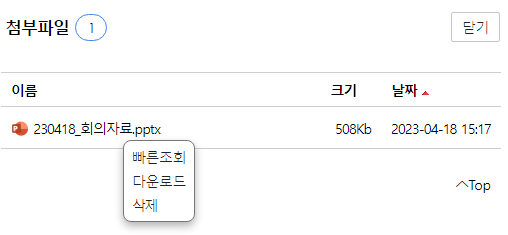 첨부파일 1 닫기
이름 크기 날짜
230418_회의자료.pptx 508Kb 2023-04-18 15:17
빠른조회
다운로드
삭제
Top